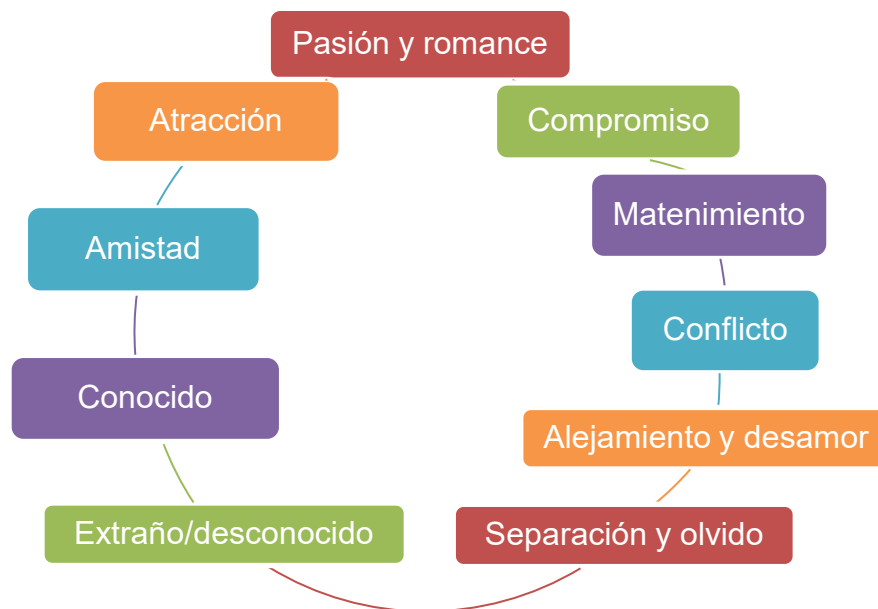 Pasión y romance
Compromiso
Matenimiento
Conflicto
Alejamiento y desamor
Separación y olvido
Extraño/desconocido
Conocido
Amistad
Atracción